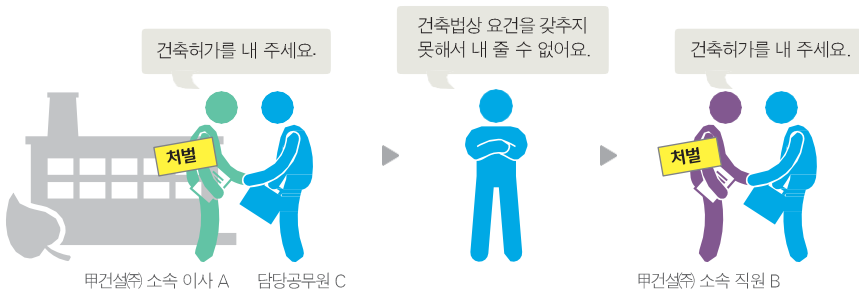 건축허가를 내 주세요.
건축법상 요건을 갖추지
못해서 내 줄 수 없어요.
건축허가를 내 주세요.
처벌
처벌
甲건설㈜ 소속 이사 A
담당공무원 C
甲건설㈜ 소속 직원 B